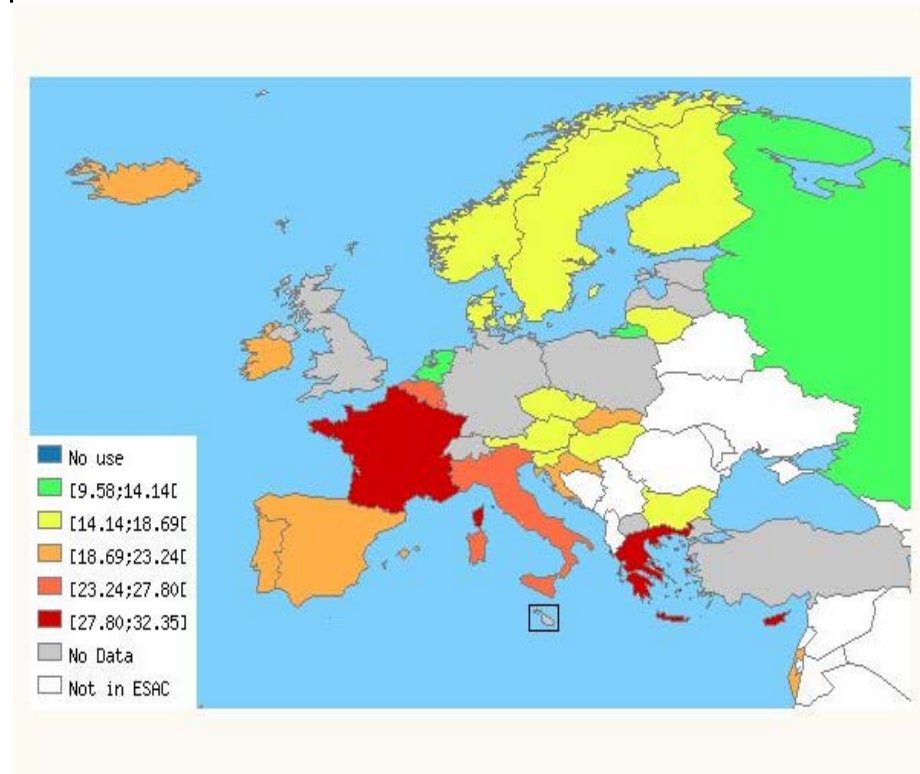 No use
[9.58;14.14[
[14.14;18.69[
[18.69;23.24[
[23.24;27.80[
[27.80;32.35]
No Data
Not in ESAC